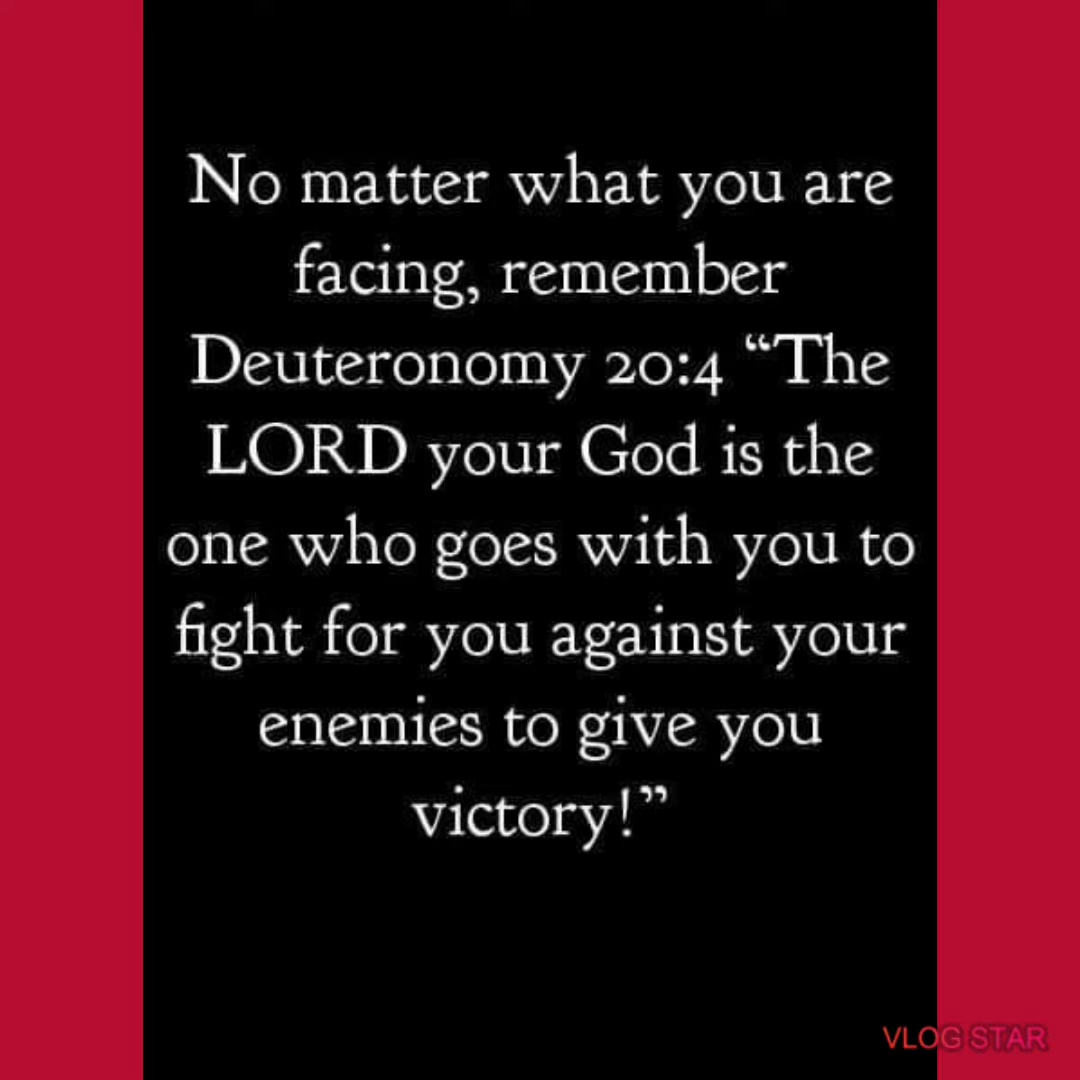 No matter what you are
facing, remember
Deuteronomy 20:4 “The
LORD your God is the
one who goes with you to
fight for you against your
enemies to give you
victory!”
VLOG STAR